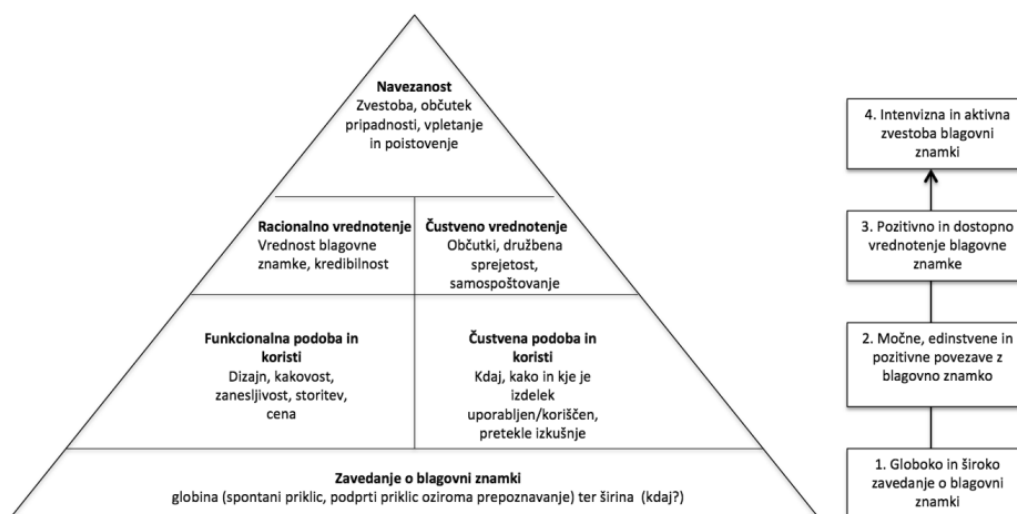 Navezanost
Zvestoba, občutek
pripadnosti, vpletanje
in poistovenje
Racionalno vrednotenje
Vrednost blagovne
znamke, kredibilnost
Čustveno vrednotenje
Občutki, družbena
sprejetost,
samospoštovanje
Funkcionalna podoba in
koristi
Dizajn, kakovost,
zanesljivost, storitev,
cena
Čustvena podoba in
koristi
Kdaj, kako in kje je
izdelek
uporabljen/koriščen,
pretekle izkušnje
Zavedanje o blagovni znamki
globina (spontani priklic, podprti priklic oziroma prepoznavanje) ter širina (kdaj?)
4. Intenvizna in aktivna
zvestoba blagovni
znamki
3. Pozitivno in dostopno
vrednotenje blagovne
znamke
2. Močne, edinstvene in
pozitivne povezave z
blagovno znamko
1. Globoko in široko
zavedanje o blagovni
znamki